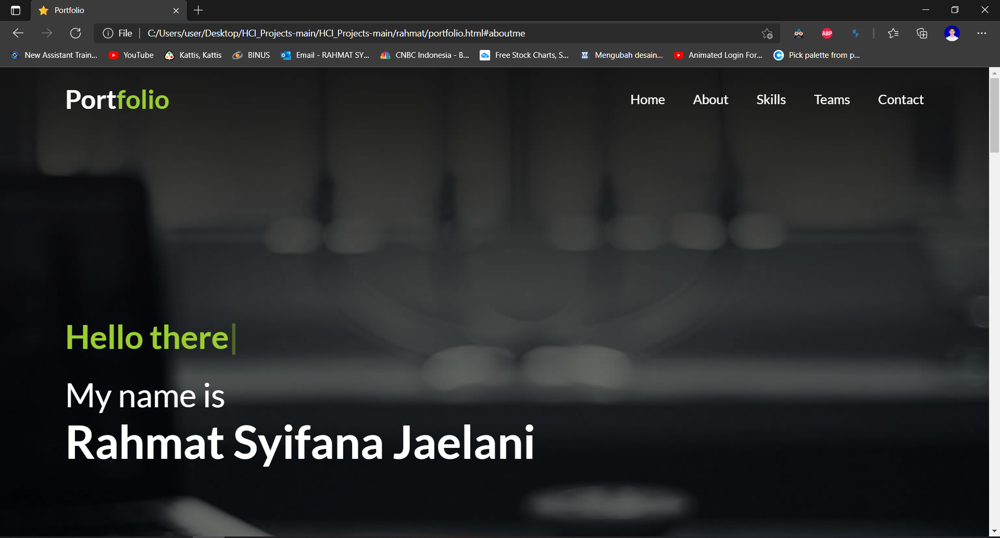 Portfolio
File
C:/Users/user/Desktop/HCI_Projects-main/HCI_Projects-main/rahmat/portfolio.html#aboutme
ABP
New Assistant Train...
YouTube
Kattis, Kattis
BINUS
Email - RAHMAT SY...
CNBC Indonesia - B...
Free Stock Charts, S...
Mengubah desain...
Animated Login For...
Pick palette from p...
Portfolio
Home
About
Skills
Teams
Contact
Hello there|
My name is
Rahmat Syifana Jaelani